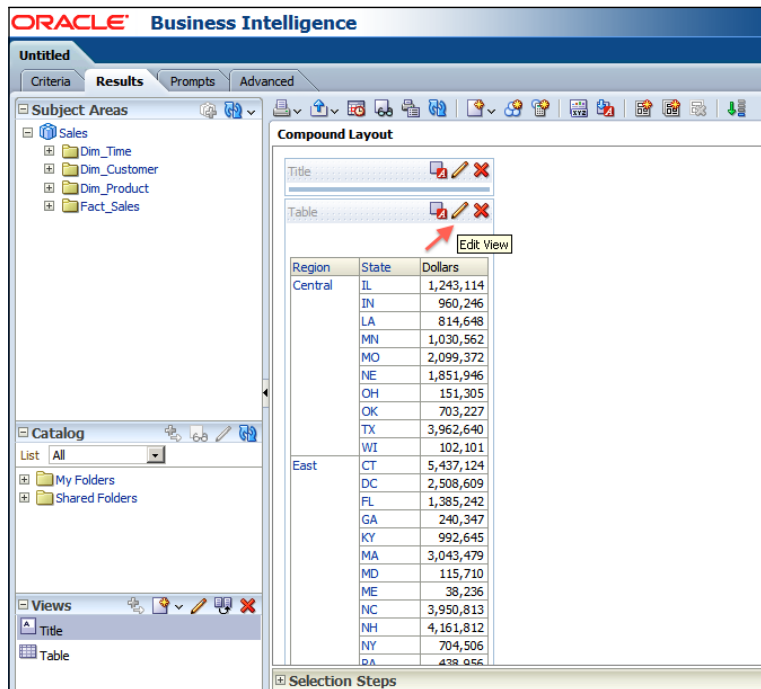 ORACLE® Business Intelligence
Untitled
Criteria Results Prompts Advanced
Subject Areas
Sales
Dim_Time
Dim_Customer
Dim_Product
Fact_Sales
Catalog
List All
My Folders
Shared Folders
Views
Title
Table
XYZ
Compound Layout
Title
Table
Edit View
Region State Dollars
Central IL 1,243,114
IN 960,246
LA 814,648
MN 1,030,562
MO 2,099,372
NE 1,851,946
OH 151,305
OK 703,227
TX 3,962,640
WI 102,101
East CT 5,437,124
DC 2,508,609
FL 1,385,242
GA 240,347
KY 992,645
MA 3,043,479
MD 115,710
ME 38,236
NC 3,950,813
NH 4,161,812
NY 704,506
PA 438,956
Selection Steps